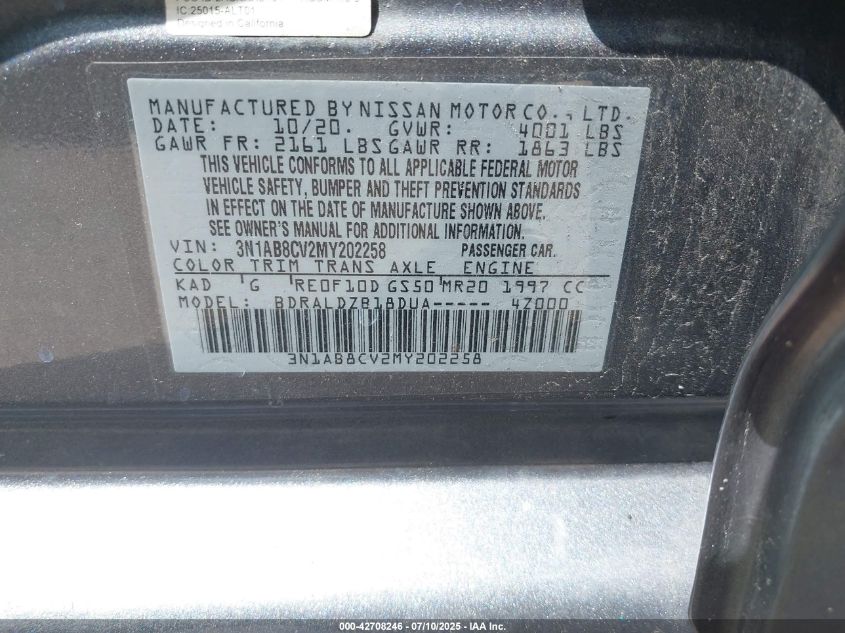 IC:25015-ALT01
Designed in California
MANUFACTURED BY NISSAN MOTOR CO., LTD.
DATE: 10/20. GVWR: 4001 LBS
GAWR FR: 2161 LBS GAWR RR: 1863 LBS
THIS VEHICLE CONFORMS TO ALL APPLICABLE FEDERAL MOTOR
VEHICLE SAFETY, BUMPER AND THEFT PREVENTION STANDARDS
IN EFFECT ON THE DATE OF MANUFACTURE SHOWN ABOVE.
SEE OWNER'S MANUAL FOR ADDITIONAL INFORMATION.
VIN: 3N1AB8CV2MY202258 PASSENGER CAR.
COLOR TRIM TRANS AXLE ENGINE
KAD G RE0F10D GS50 MR20 1997 CC
MODEL: BDRALDZB18DUA----- 4Z000
3N1AB8CV2MY202258
000-42708246 - 07/10/2025 - IAA Inc.